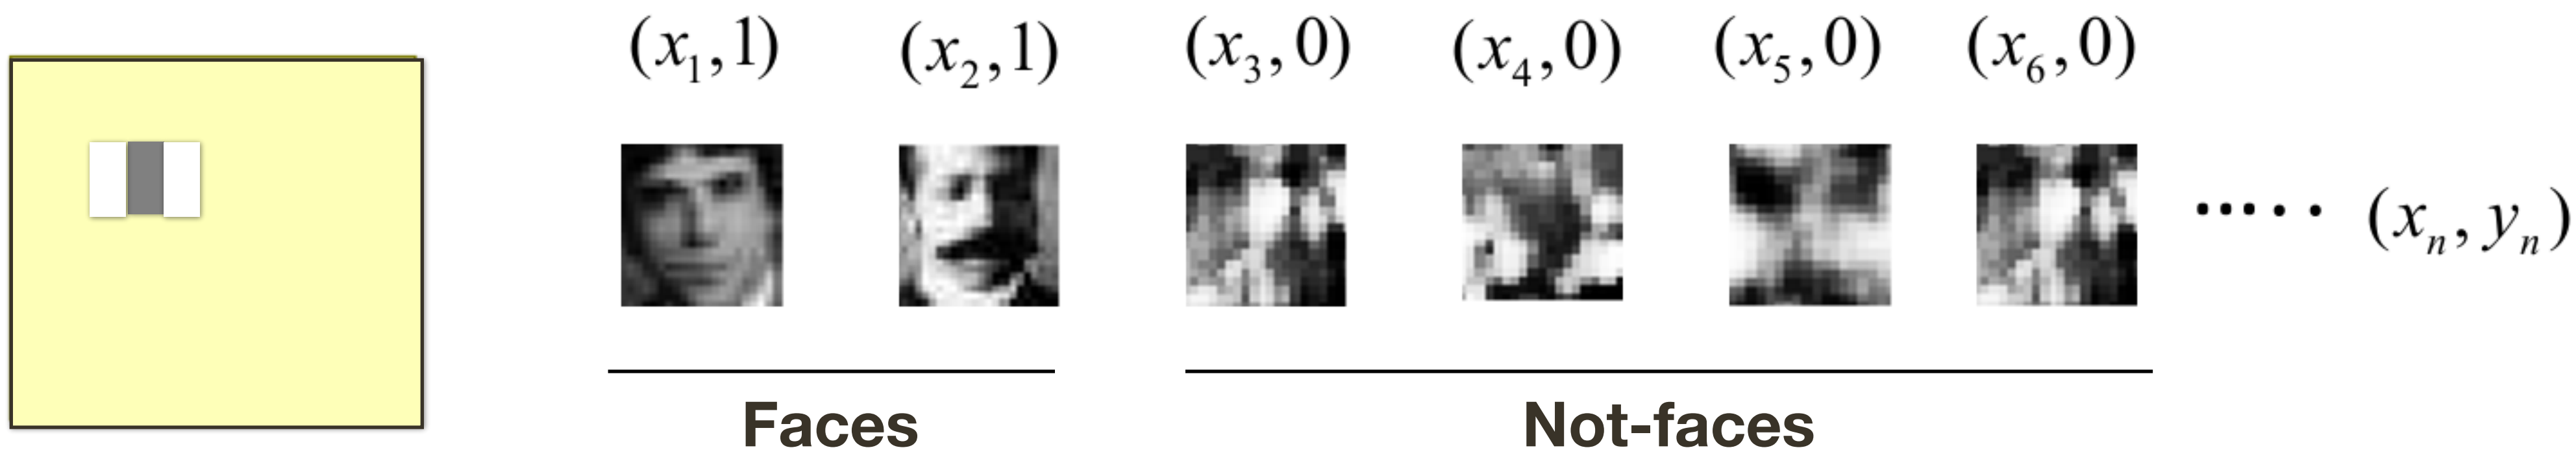 (x₁,1) (x₂,1) (x₃,0) (x₄,0) (x₅,0) (x₆,0)
..... (xₙ,yₙ)
Faces Not-faces